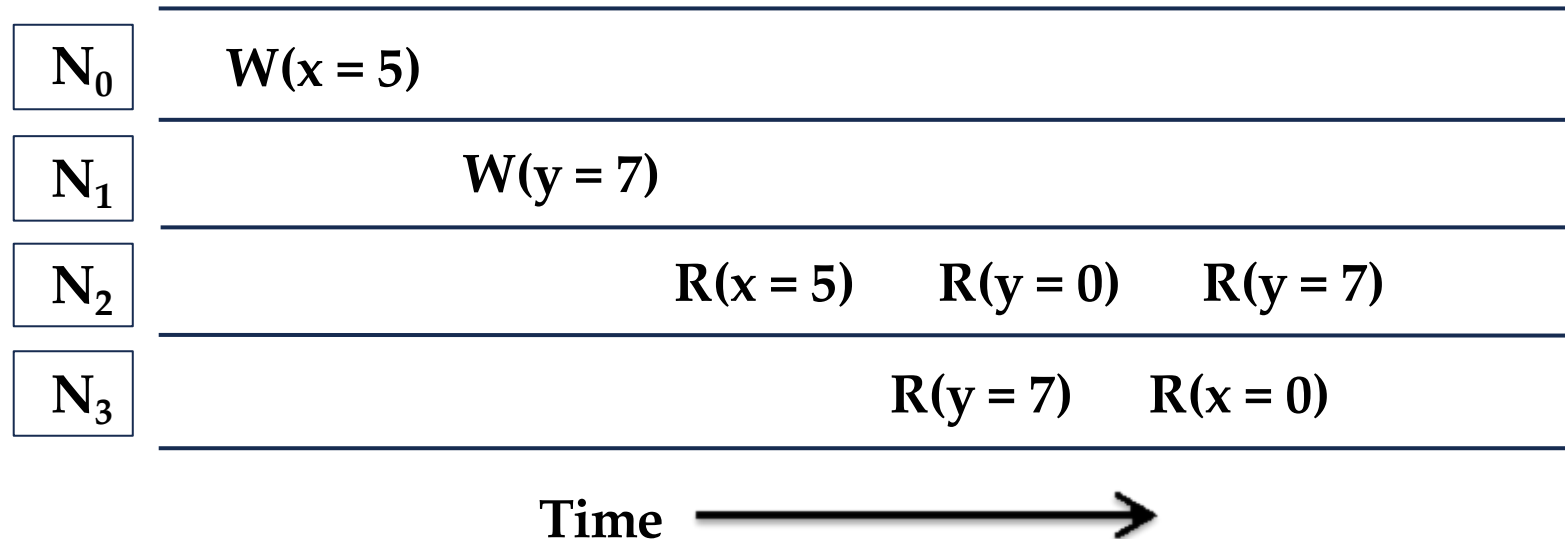 N₀ W(x = 5)
N₁ W(y = 7)
N₂ R(x = 5) R(y = 0) R(y = 7)
N₃ R(y = 7) R(x = 0)
Time